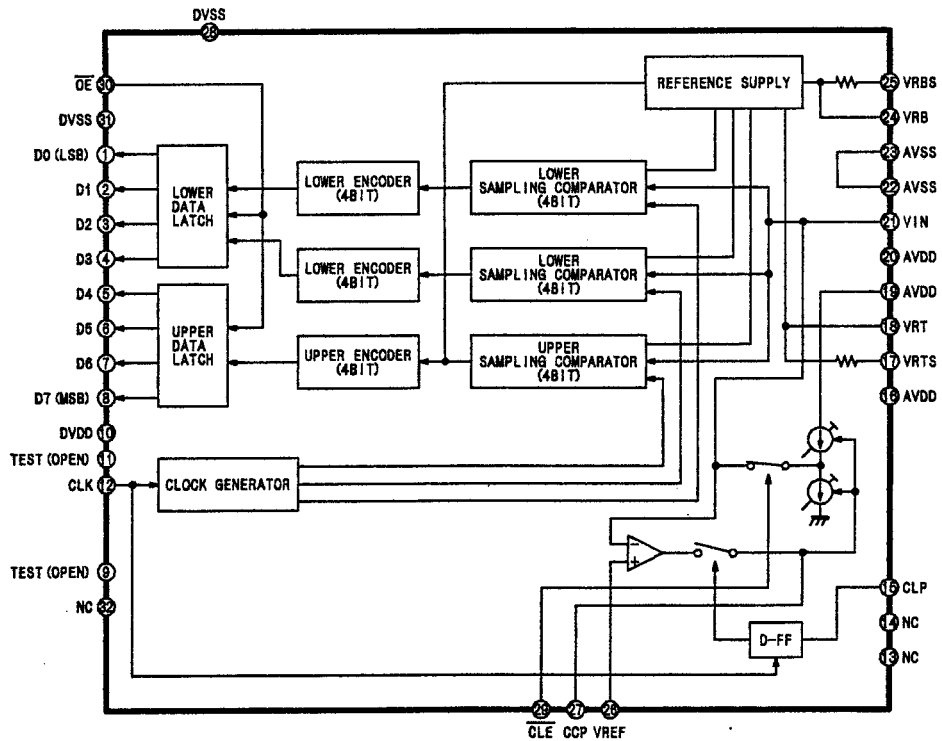 DVSS
28
OE 30
DVSS 31
D0 (LSB) 1
D1 2
D2 3
D3 4
D4 5
D5 6
D6 7
D7 (MSB) 8
DVDD 10
TEST (OPEN) 11
CLK 12
TEST (OPEN) 9
NC 32
LOWER
DATA
LATCH
UPPER
DATA
LATCH
CLOCK GENERATOR
LOWER ENCODER
(4BIT)
LOWER ENCODER
(4BIT)
UPPER ENCODER
(4BIT)
REFERENCE SUPPLY
LOWER
SAMPLING COMPARATOR
(4BIT)
LOWER
SAMPLING COMPARATOR
(4BIT)
UPPER
SAMPLING COMPARATOR
(4BIT)
25 VRBS
24 VRB
23 AVSS
22 AVSS
21 VIN
20 AVDD
19 AVDD
18 VRT
17 VRTS
16 AVDD
−
+
D-FF
15 CLP
14 NC
13 NC
29 27 26
CLE CCP VREF